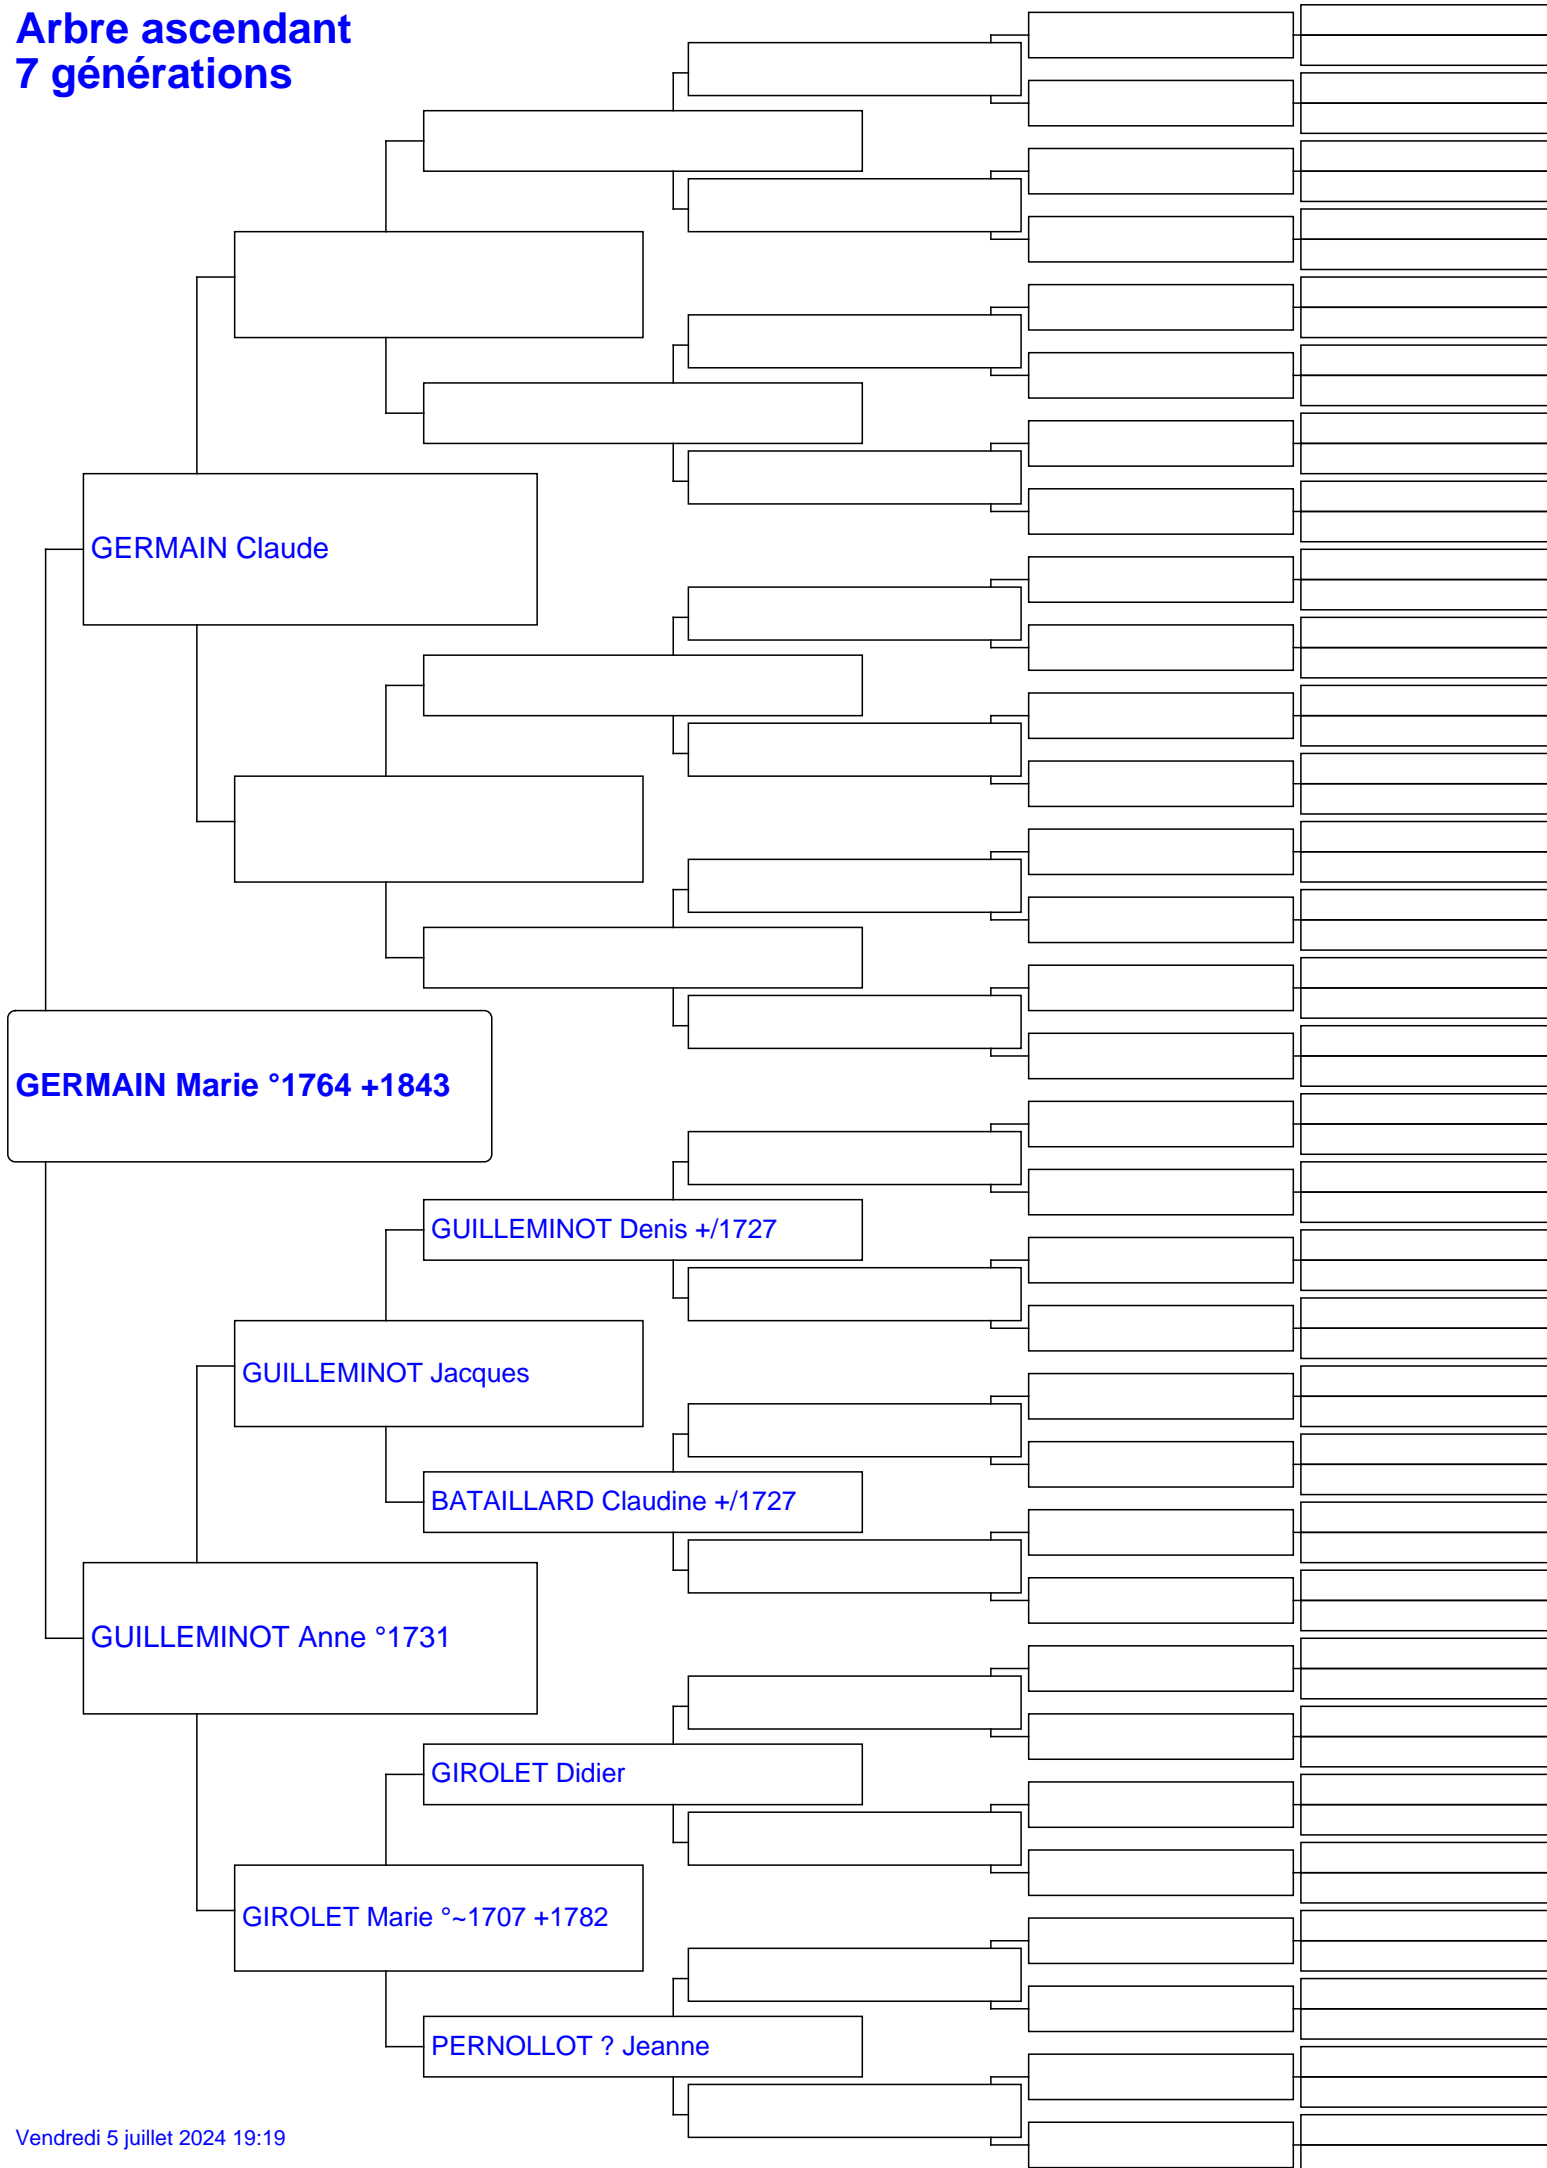 Arbre ascendant
7 générations
GERMAIN Claude
GERMAIN Marie °1764 +1843
GUILLEMINOT Denis +/1727
GUILLEMINOT Jacques
BATAILLARD Claudine +/1727
GUILLEMINOT Anne °1731
GIROLET Didier
GIROLET Marie °~1707 +1782
PERNOLLOT ? Jeanne
Vendredi 5 juillet 2024 19:19